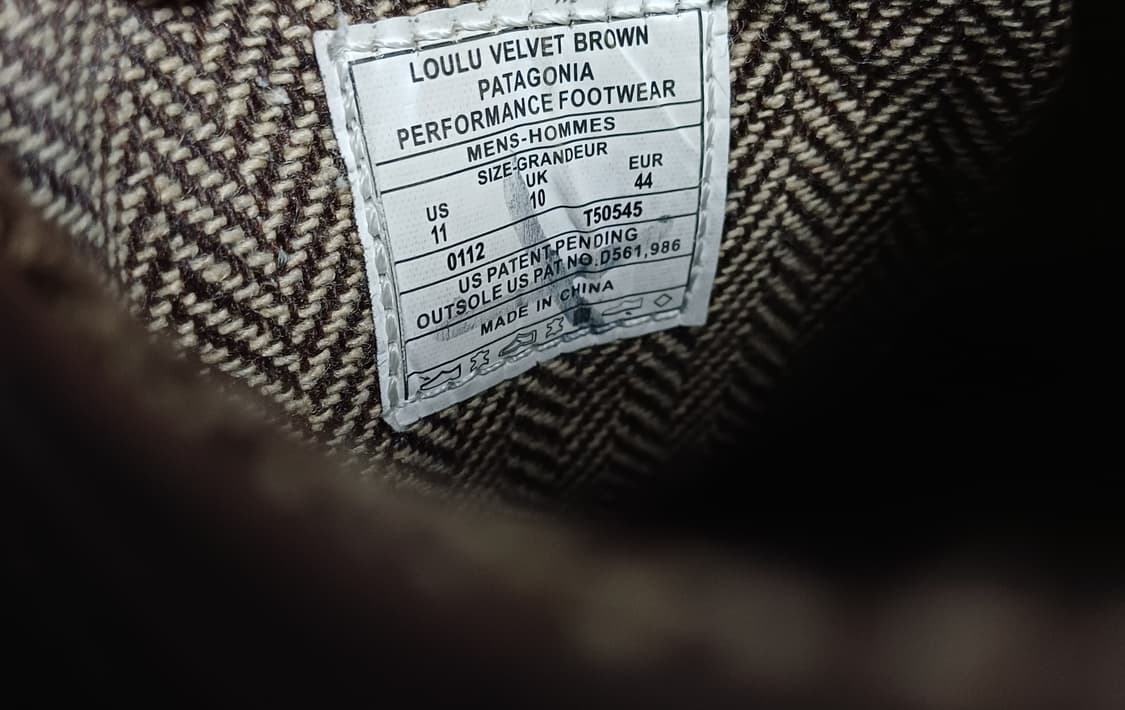 LOULU VELVET BROWN
PATAGONIA
PERFORMANCE FOOTWEAR
MENS-HOMMES
SIZE-GRANDEUR
US UK EUR
11 10 44
0112 T50545
US PATENT PENDING
OUTSOLE US PAT NO.D561,986
MADE IN CHINA